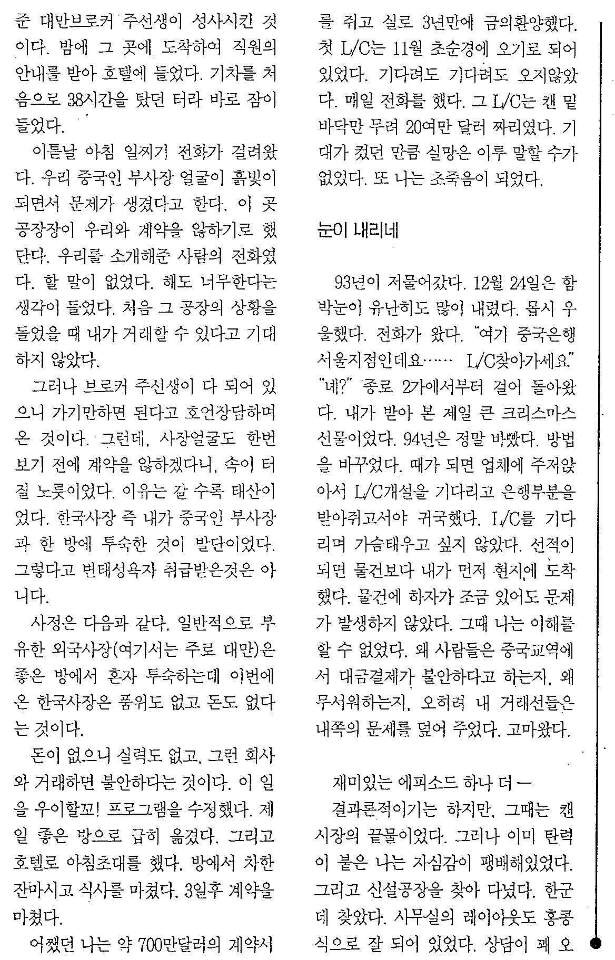 준 대만브로커 주선생이 성사시킨 것
이다. 밤에 그 곳에 도착하여 직원의
안내를 받아 호텔에 들었다. 기차를 처
음으로 38시간을 탔던 터라 바로 잠이
들었다.
이튿날 아침 일찌기 전화가 걸려왔
다. 우리 중국인 부사장 얼굴이 흙빛이
되면서 문제가 생겼다고 한다. 이 곳
공장장이 우리와 계약을 않하기로 했
단다. 우리를 소개해준 사람의 전화였
다. 할 말이 없었다. 해도 너무한다는
생각이 들었다. 처음 그 공장의 상황을
들었을 때 내가 거래할 수 있다고 기대
하지 않았다.
그러나 브로커 주선생이 다 되어 있
으니 가기만하면 된다고 호언장담하며
온 것이다. 그런데, 사장얼굴도 한번
보기 전에 계약을 않하겠다니, 속이 터
질 노릇이었다. 이유는 갈 수록 태산이
었다. 한국사장 즉 내가 중국인 부사장
과 한 방에 투숙한 것이 발단이었다.
그렇다고 변태성욕자 취급받은것은 아
니다.
사정은 다음과 같다. 일반적으로 부
유한 외국사장(여기서는 주로 대만)은
좋은 방에서 혼자 투숙하는데 이번에
온 한국사장은 품위도 없고 돈도 없다
는 것이다.
돈이 없으니 실력도 없고, 그런 회사
와 거래하면 불안하다는 것이다. 이 일
을 우이할꼬! 프로그램을 수정했다. 제
일 좋은 방으로 급히 옮겼다. 그리고
호텔로 아침초대를 했다. 방에서 차한
잔마시고 식사를 마쳤다. 3일후 계약을
마쳤다.
어쨌던 나는 약 700만달러의 계약서
를 쥐고 실로 3년만에 금의환양했다.
첫 L/C는 11월 초순경에 오기로 되어
있었다. 기다려도 기다려도 오지않았
다. 매일 전화를 했다. 그 L/C는 캔 밑
바닥만 무려 20여만 달러 짜리였다. 기
대가 컸던 만큼 실망은 이루 말할 수가
없었다. 또 나는 초죽음이 되었다.
눈이 내리네
93년이 저물어갔다. 12월 24일은 함
박눈이 유난히도 많이 내렸다. 몹시 우
울했다. 전화가 왔다. “여기 중국은행
서울지점인데요…… L/C찾아가세요”
“네?” 종로 2가에서부터 걸어 돌아왔
다. 내가 받아 본 제일 큰 크리스마스
선물이었다. 94년은 정말 바빴다. 방법
을 바꾸었다. 때가 되면 업체에 주저앉
아서 L/C개설을 기다리고 은행부분을
받아쥐고서야 귀국했다. L/C를 기다
리며 가슴태우고 싶지 않았다. 선적이
되면 물건보다 내가 먼저 현지에 도착
했다. 물건에 하자가 조금 있어도 문제
가 발생하지 않았다. 그때 나는 이해를
할 수 없었다. 왜 사람들은 중국교역에
서 대금결제가 불안하다고 하는지, 왜
무서워하는지, 오히려 내 거래선들은
내쪽의 문제를 덮어 주었다. 고마왔다.
재미있는 에피소드 하나 더 ―
결과론적이기는 하지만, 그때는 캔
시장의 끝물이었다. 그러나 이미 탄력
이 붙은 나는 자심감이 팽배해있었다.
그리고 신설공장을 찾아 다녔다. 한군
데 찾았다. 사무실의 레이아웃도 홍콩
식으로 잘 되어 있었다. 상담이 꽤 오